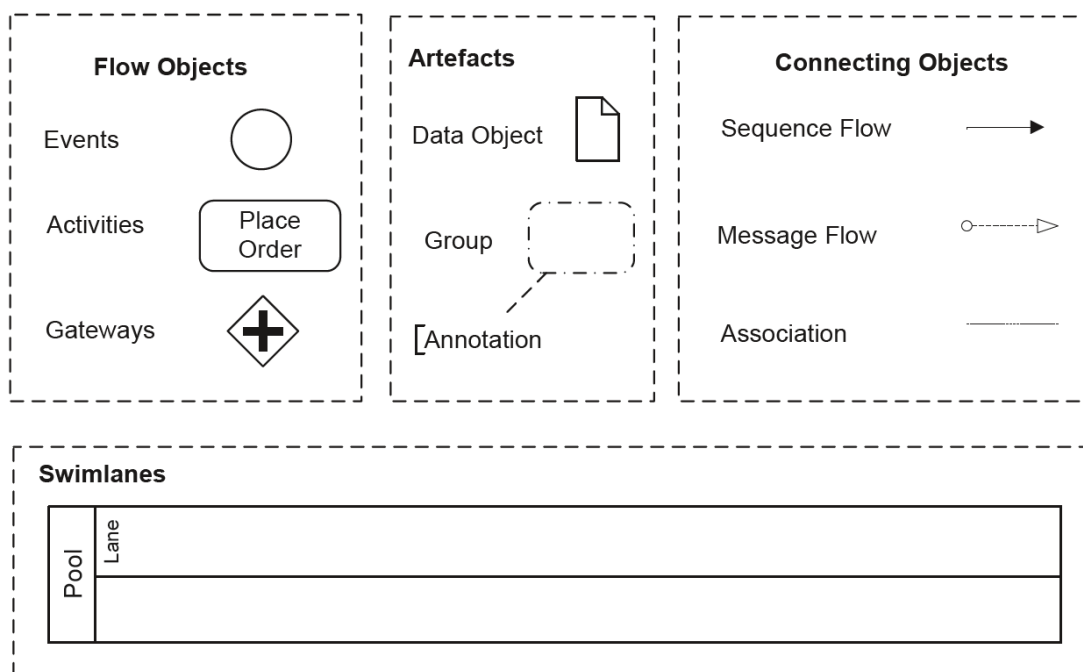 Flow Objects
Events
Activities
Place
Order
Gateways
Artefacts
Data Object
Group
[Annotation
Connecting Objects
Sequence Flow
Message Flow
Association
Swimlanes
Pool
Lane